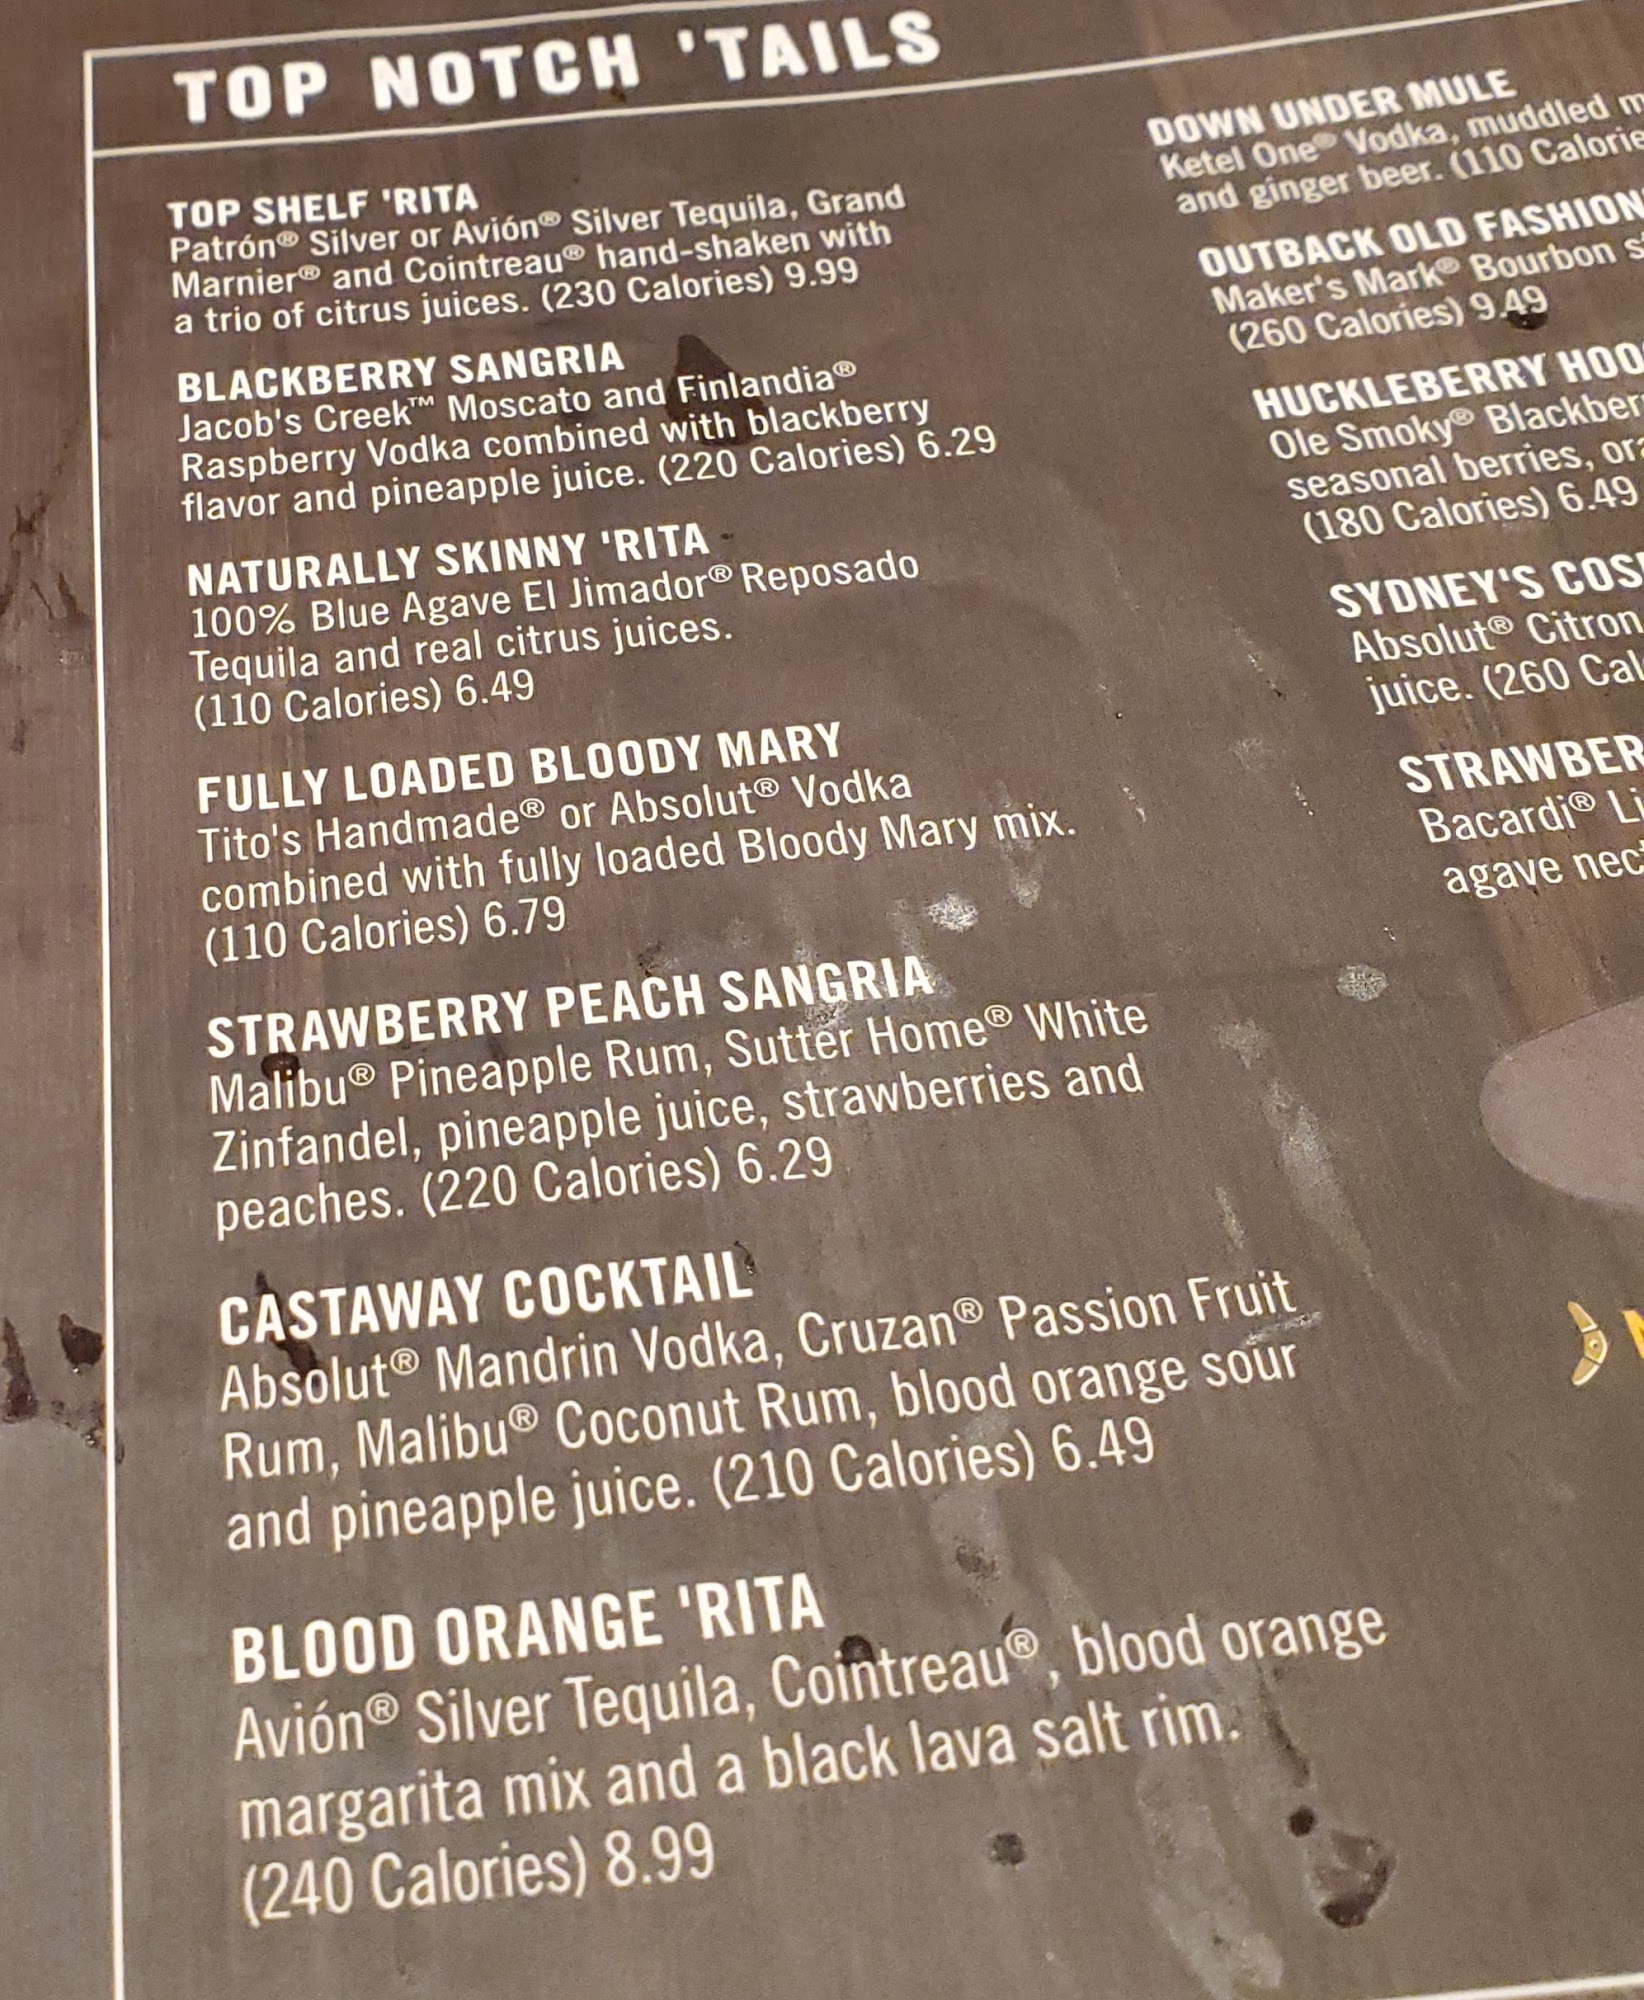 TOP NOTCH 'TAILS
TOP SHELF 'RITA
Patrón® Silver or Avión® Silver Tequila, Grand
Marnier® and Cointreau® hand-shaken with
a trio of citrus juices. (230 Calories) 9.99
BLACKBERRY SANGRIA
Jacob's Creek™ Moscato and Finlandia®
Raspberry Vodka combined with blackberry
flavor and pineapple juice. (220 Calories) 6.29
NATURALLY SKINNY 'RITA
100% Blue Agave El Jimador® Reposado
Tequila and real citrus juices.
(110 Calories) 6.49
FULLY LOADED BLOODY MARY
Tito's Handmade® or Absolut® Vodka
combined with fully loaded Bloody Mary mix.
(110 Calories) 6.79
STRAWBERRY PEACH SANGRIA
Malibu® Pineapple Rum, Sutter Home® White
Zinfandel, pineapple juice, strawberries and
peaches. (220 Calories) 6.29
CASTAWAY COCKTAIL
Absolut® Mandrin Vodka, Cruzan® Passion Fruit
Rum, Malibu® Coconut Rum, blood orange sour
and pineapple juice. (210 Calories) 6.49
BLOOD ORANGE 'RITA
Avión® Silver Tequila, Cointreau®, blood orange
margarita mix and a black lava salt rim.
(240 Calories) 8.99
DOWN UNDER MULE
Ketel One® Vodka, muddled
and ginger beer. (110
OUTBACK OLD
Maker's Mark® Bourbon
(260 Calories) 9.49
HUCKLEBERRY
Ole Smoky®
seasonal berries,
(180 Calories) 6.49
SYDNEY'S
Absolut® Citron
juice. (260
Bacardi®
agave